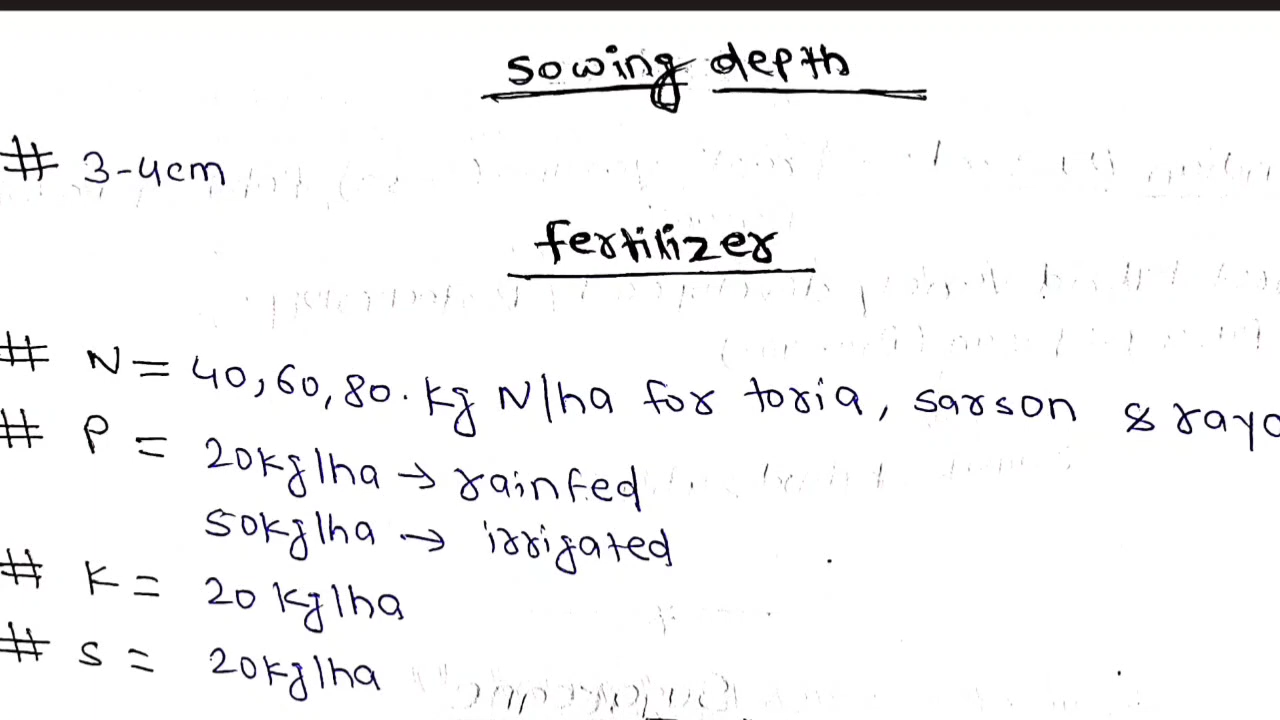 sowing depth
# 3-4cm
fertilizer
# N = 40,60,80. kg N/ha for toria, sarson & raya
# P = 20kg/ha → rainfed
50kg/ha → irrigated
# K = 20 kg/ha
# S = 20kg/ha